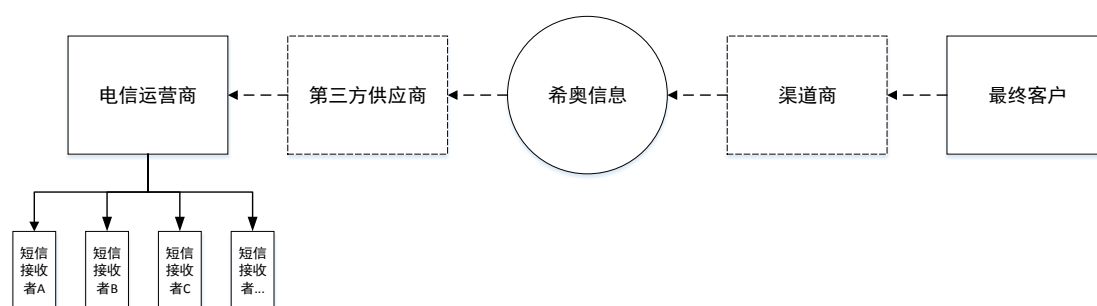 电信运营商
第三方供应商
希奥信息
渠道商
最终客户
短信
接收
者A
短信
接收
者B
短信
接收
者C
短信
接收
者...